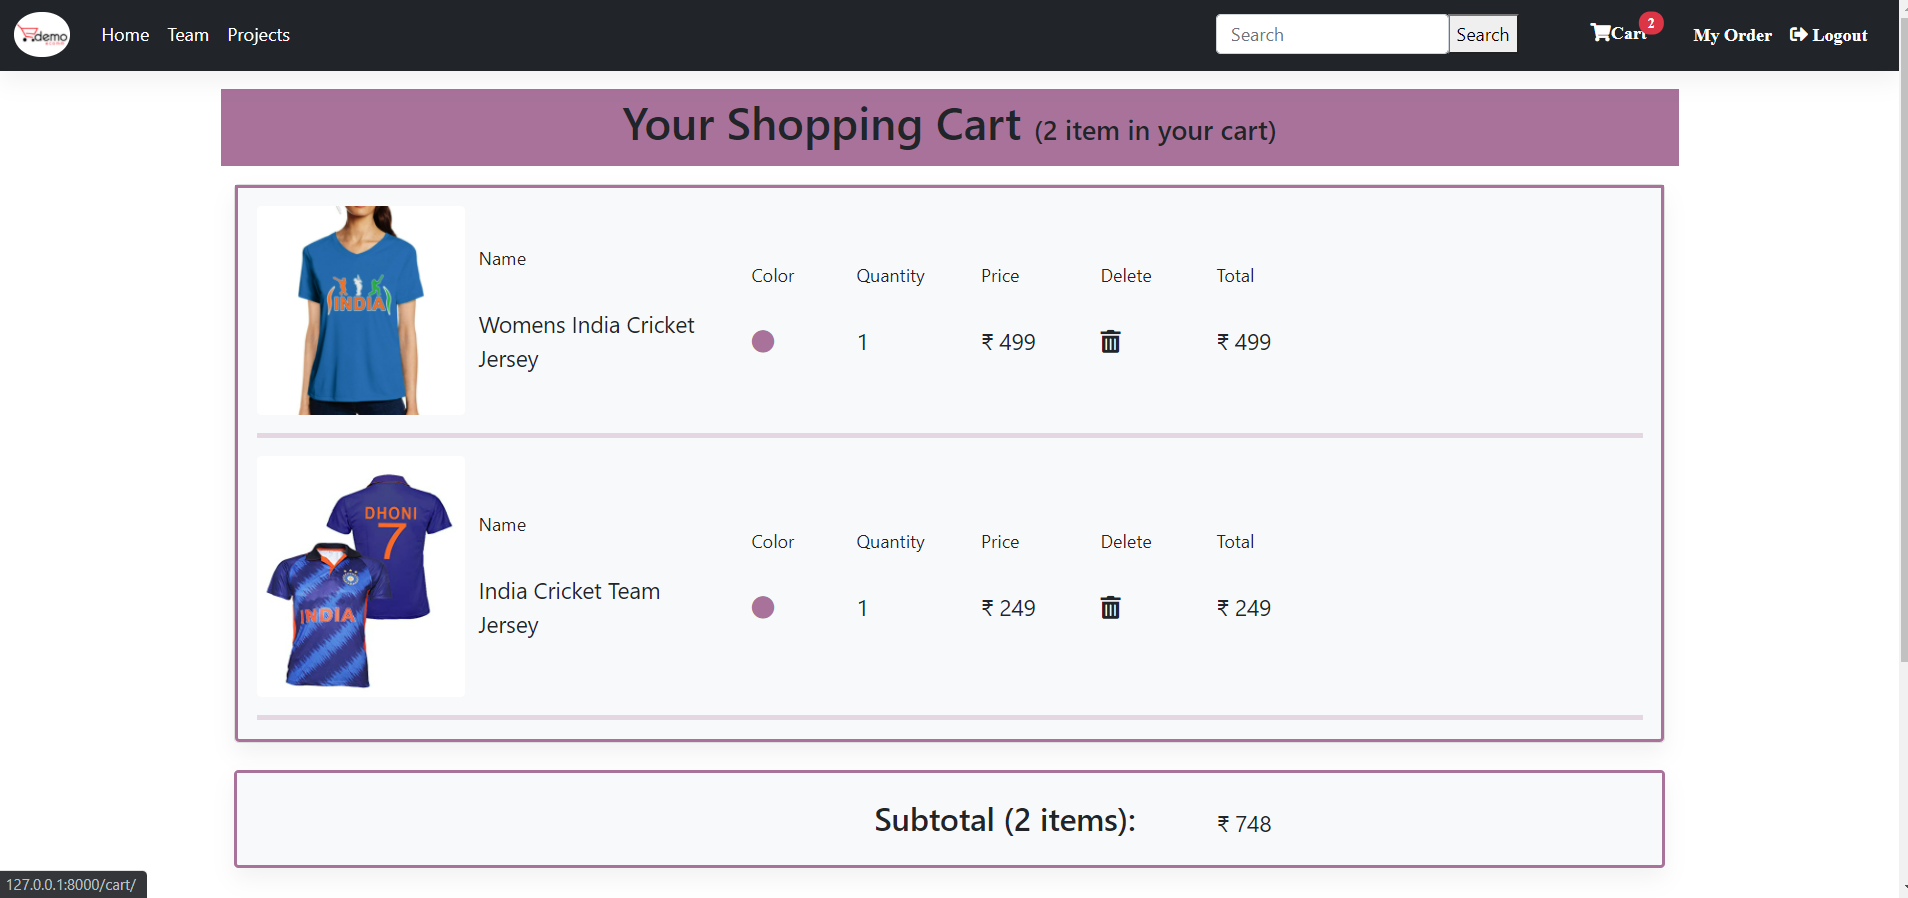 demo
Home Team Projects
Search Search
Cart 2
My Order Logout
Your Shopping Cart (2 item in your cart)
INDIA
Name
Color Quantity Price Delete Total
Womens India Cricket
Jersey
1 ₹ 499 ₹ 499
DHONI
7
INDIA
Name
Color Quantity Price Delete Total
India Cricket Team
Jersey
1 ₹ 249 ₹ 249
Subtotal (2 items): ₹ 748
127.0.0.1:8000/cart/